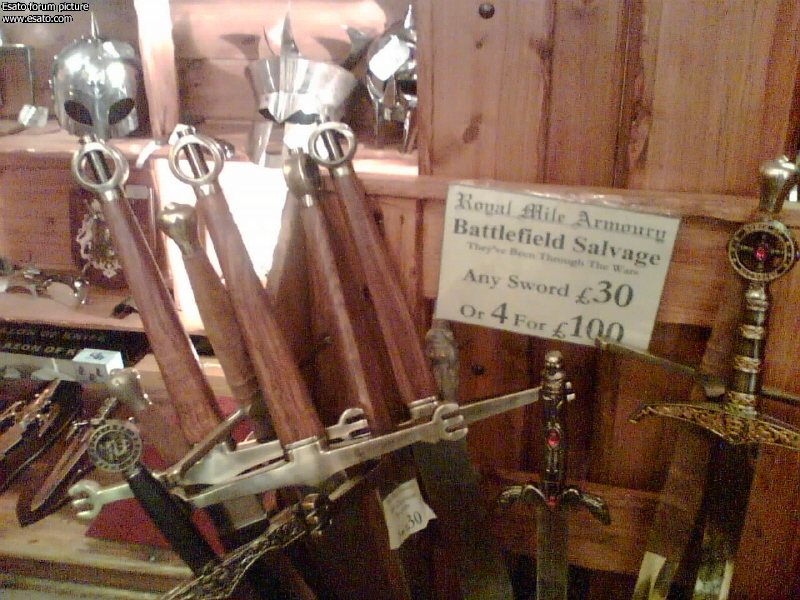 Esato forum picture
www.esato.com
Royal Mile Armoury
Battlefield Salvage
They've Been Through The Wars
Any Sword £30
Or 4 For £100
£30